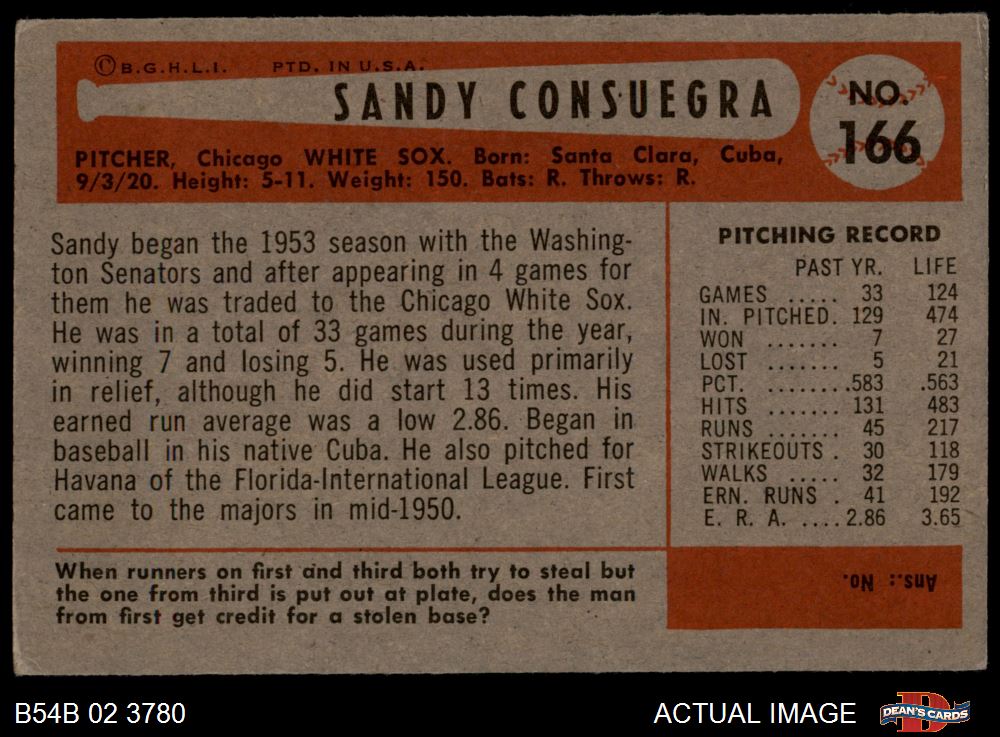 ©B.G.H.L.I. PTD. IN U.S.A.
SANDY CONSUEGRA
NO.
166
PITCHER, Chicago WHITE SOX. Born: Santa Clara, Cuba,
9/3/20. Height: 5-11. Weight: 150. Bats: R. Throws: R.
Sandy began the 1953 season with the Washing-
ton Senators and after appearing in 4 games for
them he was traded to the Chicago White Sox.
He was in a total of 33 games during the year,
winning 7 and losing 5. He was used primarily
in relief, although he did start 13 times. His
earned run average was a low 2.86. Began in
baseball in his native Cuba. He also pitched for
Havana of the Florida-International League. First
came to the majors in mid-1950.
PITCHING RECORD
PAST YR. LIFE
GAMES ..... 33 124
IN. PITCHED. 129 474
WON ....... 7 27
LOST ....... 5 21
PCT. ........ .583 .563
HITS ....... 131 483
RUNS ....... 45 217
STRIKEOUTS . 30 118
WALKS ..... 32 179
ERN. RUNS . 41 192
E. R. A. .... 2.86 3.65
When runners on first and third both try to steal but
the one from third is put out at plate, does the man
from first get credit for a stolen base?
Ans.: No.
B54B 02 3780
ACTUAL IMAGE
DEAN'S CARDS